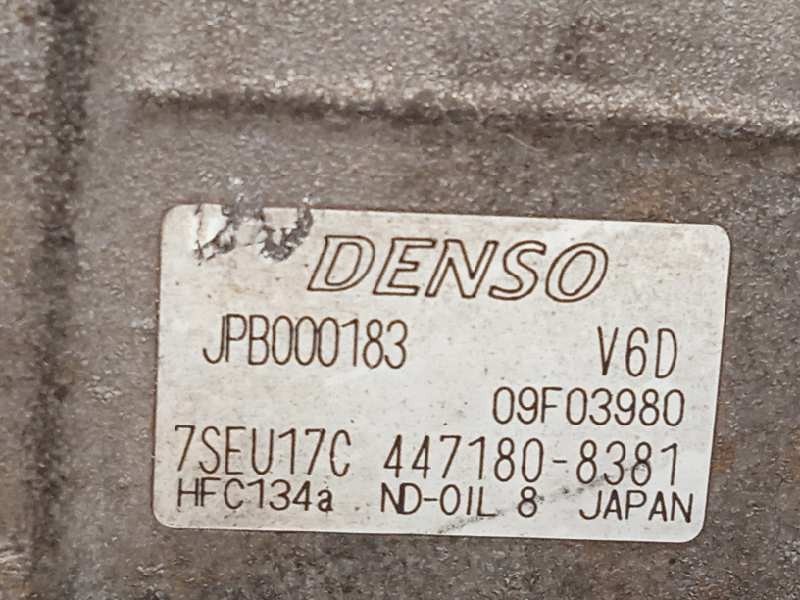 DENSO
JPB000183 V6D
09F03980
7SEU17C 447180-8381
HFC134a ND-OIL 8 JAPAN